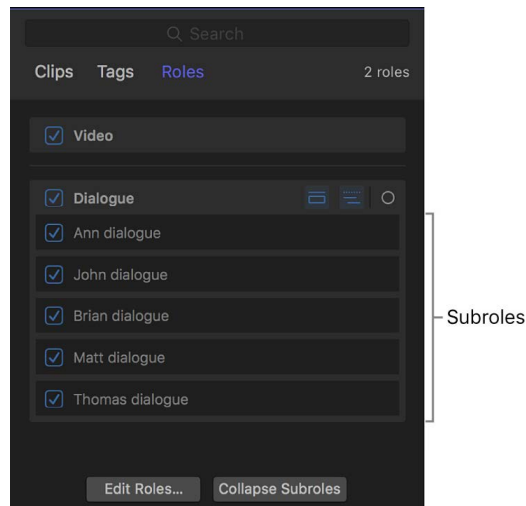 Search
Clips Tags Roles 2 roles
Video
Dialogue
Ann dialogue
John dialogue
Brian dialogue
Matt dialogue
Thomas dialogue
Subroles
Edit Roles... Collapse Subroles